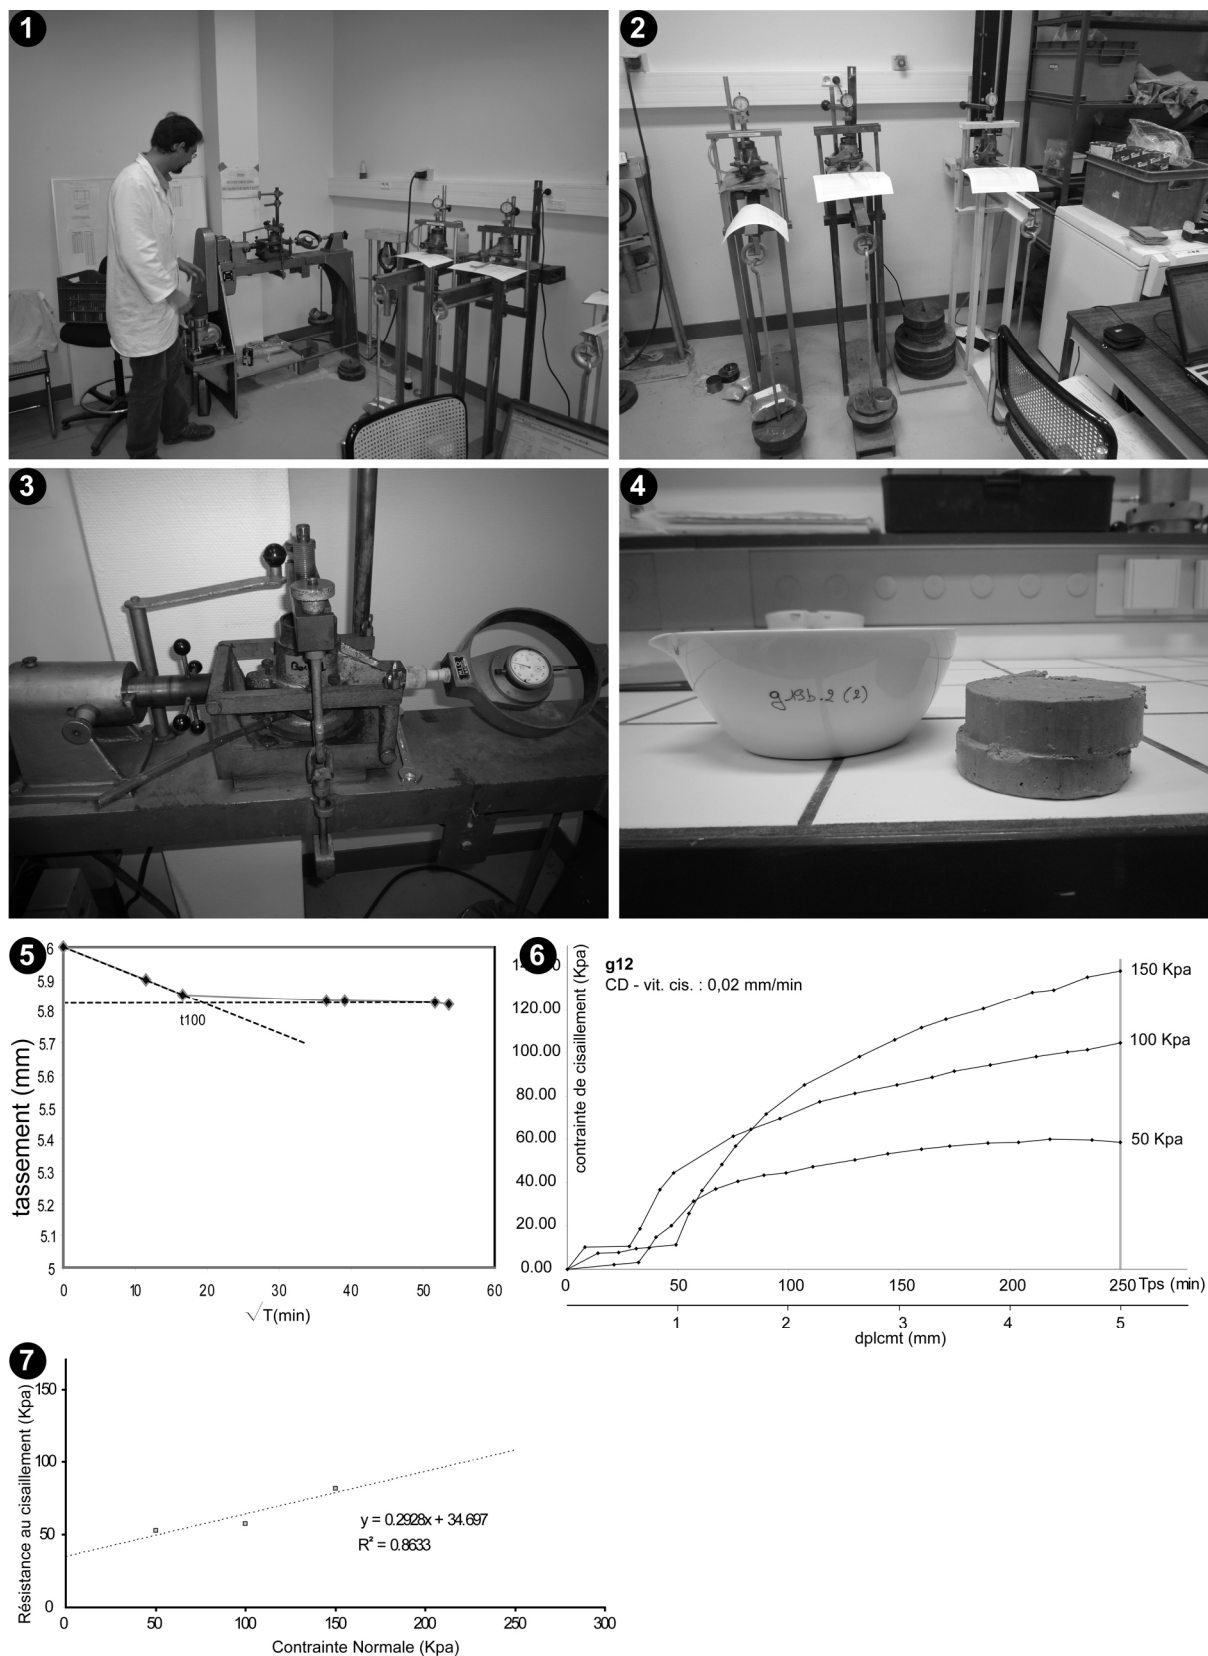 1
2
3
4
g13b.2 (2)
5
6
5.9
5.8
5.7
5.6
5.5
5.4
5.3
5.2
5.1
5
tassement (mm)
t100
0 10 20 30 40 50 60
√T(min)
6
g12
CD - vit. cis. : 0,02 mm/min
contrainte de cisaillement (Kpa)
120.00
100.00
80.00
60.00
40.00
20.00
0.00
150 Kpa
100 Kpa
50 Kpa
0 50 100 150 200 250 Tps (min)
1 2 3 4 5
dplcmt (mm)
7
Résistance au cisaillement (Kpa)
150
100
50
0
y = 0.2928x + 34.697
R² = 0.8633
0 50 100 150 200 250 300
Contrainte Normale (Kpa)